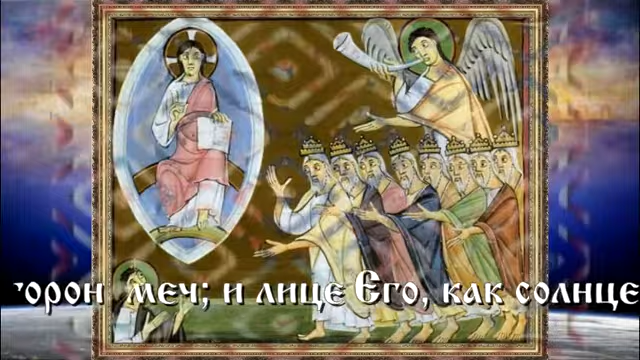 орон меч; и лице Его, как солнце